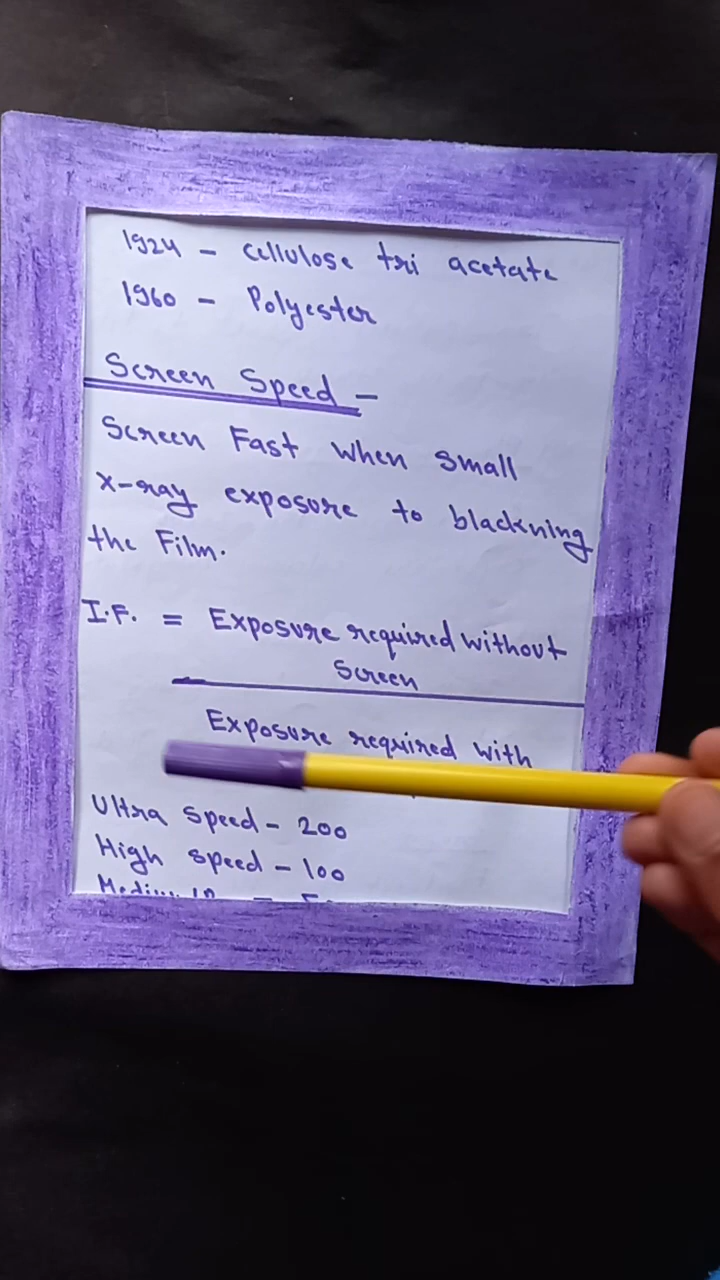 1924 - Cellulose tri acetate
1960 - Polyester
Screen Speed -
Screen Fast when small
X-ray exposure to blackning
the Film.
I.F. = Exposure required without
Screen
Exposure required with
Ultra speed - 200
High speed - 100